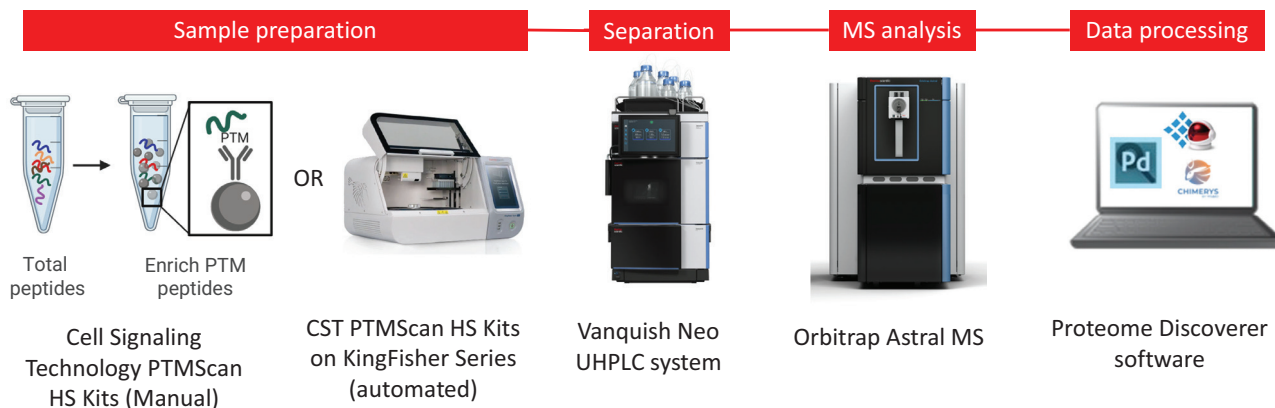 Sample preparation
Separation
MS analysis
Data processing
PTM
OR
Pd
CHIMERYS
Total
peptides
Enrich PTM
peptides
Cell Signaling
Technology PTMScan
HS Kits (Manual)
CST PTMScan HS Kits
on KingFisher Series
(automated)
Vanquish Neo
UHPLC system
Orbitrap Astral MS
Proteome Discoverer
software